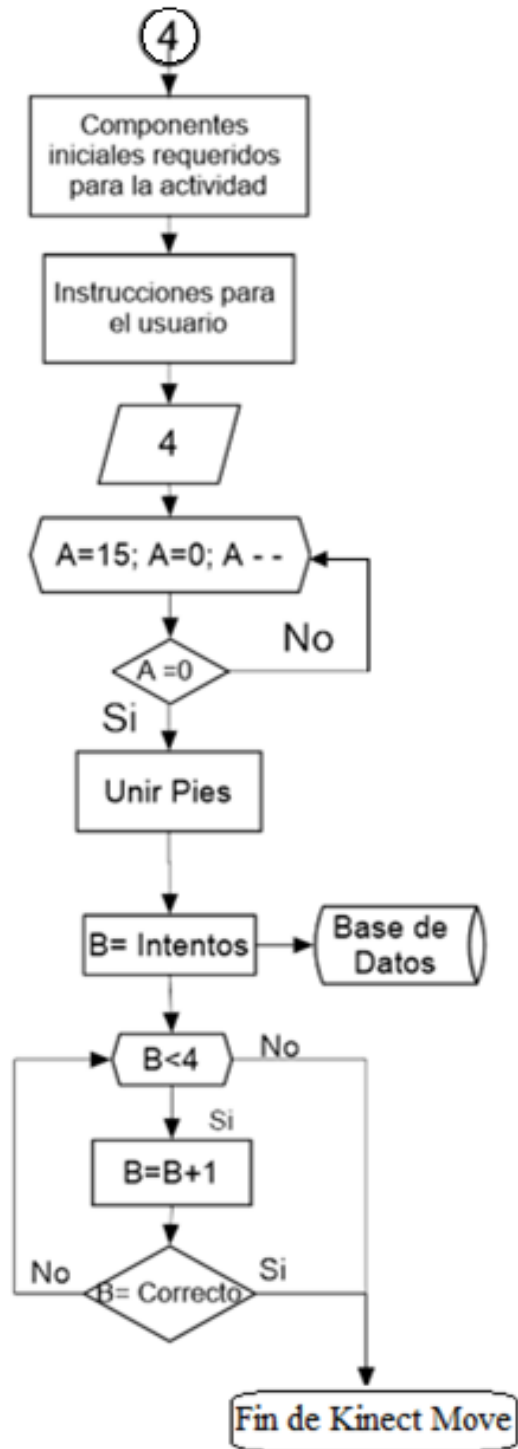 4
Componentes
iniciales requeridos
para la actividad
Instrucciones para
el usuario
4
A=15; A=0; A - -
No
A =0
Si
Unir Pies
B= Intentos
Base de
Datos
B<4
No
Si
B=B+1
No
B= Correcto
Si
Fin de Kinect Move